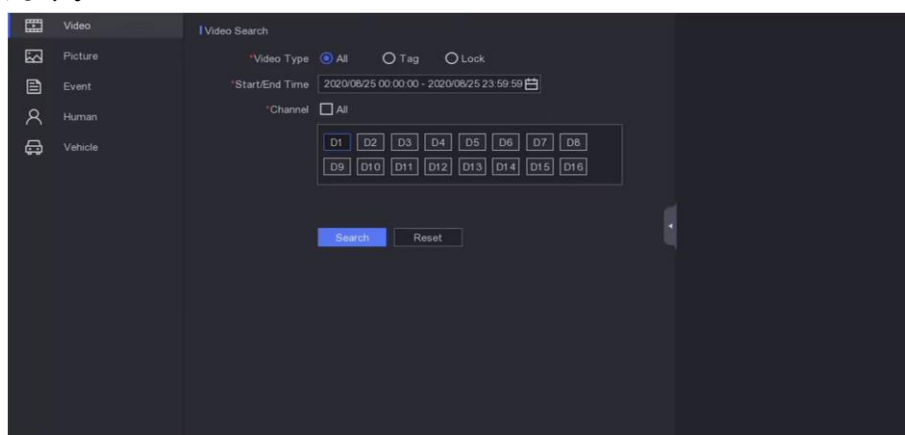 Video
Picture
Event
Human
Vehicle
Video Search
*Video Type All Tag Lock
*Start/End Time 2020/08/25 00:00:00 - 2020/08/25 23:59:59
*Channel All
D1 D2 D3 D4 D5 D6 D7 D8
D9 D10 D11 D12 D13 D14 D15 D16
Search Reset